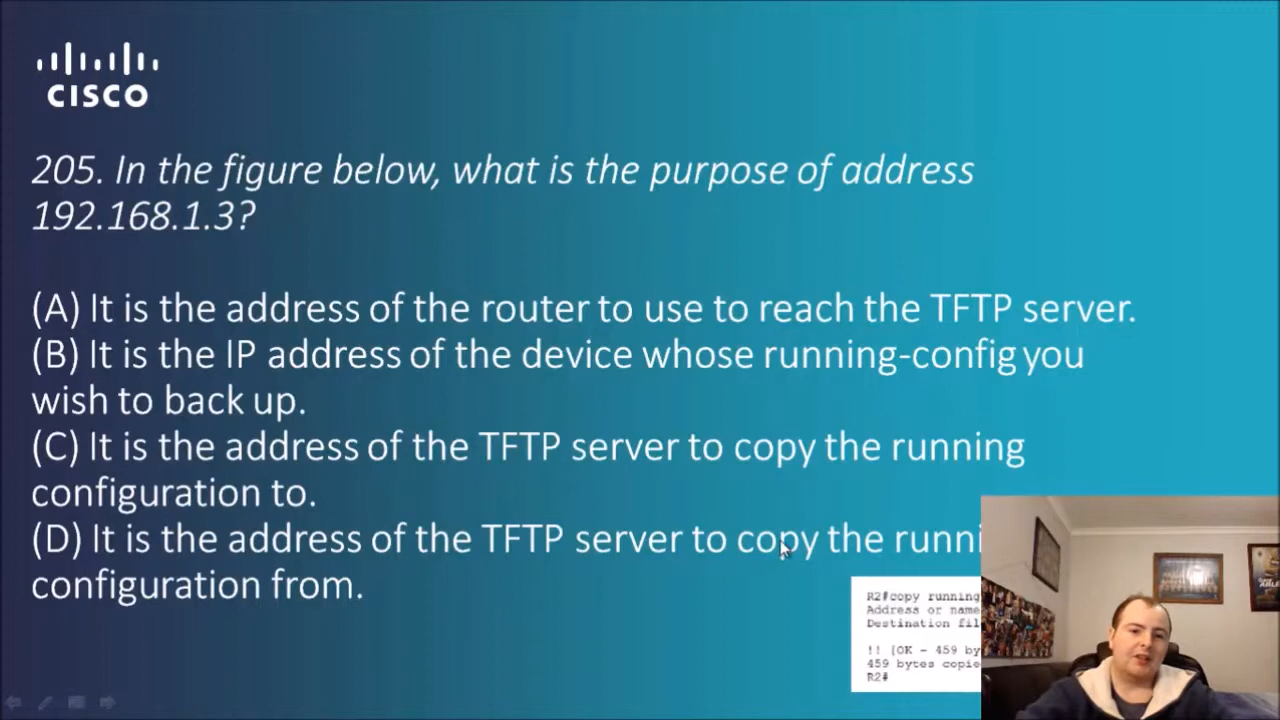 CISCO
205. In the figure below, what is the purpose of address
192.168.1.3?
(A) It is the address of the router to use to reach the TFTP server.
(B) It is the IP address of the device whose running-config you
wish to back up.
(C) It is the address of the TFTP server to copy the running
configuration to.
(D) It is the address of the TFTP server to copy the
configuration from.
R2#copy running
Address or name
Destination
!! [OK - 459
459 bytes
R2#